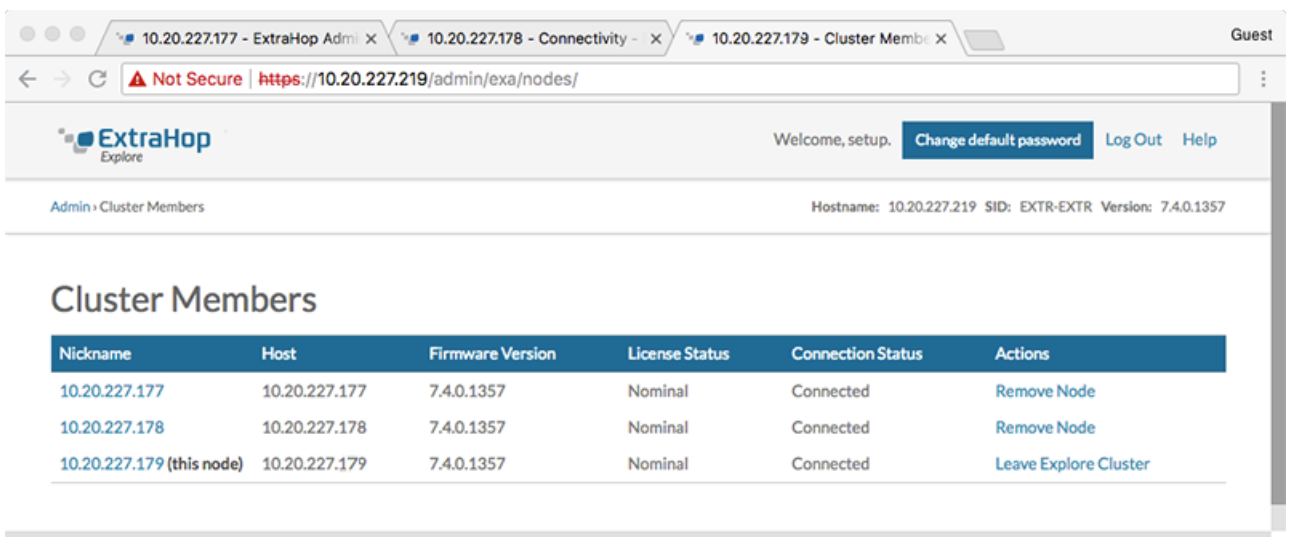 10.20.227.177 - ExtraHop Admi 10.20.227.178 - Connectivity - 10.20.227.179 - Cluster Membe Guest
Not Secure | https://10.20.227.219/admin/exa/nodes/
ExtraHop Welcome, setup. Change default password Log Out Help
Explore
Admin › Cluster Members Hostname: 10.20.227.219 SID: EXTR-EXTR Version: 7.4.0.1357
Cluster Members
Nickname Host Firmware Version License Status Connection Status Actions
10.20.227.177 10.20.227.177 7.4.0.1357 Nominal Connected Remove Node
10.20.227.178 10.20.227.178 7.4.0.1357 Nominal Connected Remove Node
10.20.227.179 (this node) 10.20.227.179 7.4.0.1357 Nominal Connected Leave Explore Cluster